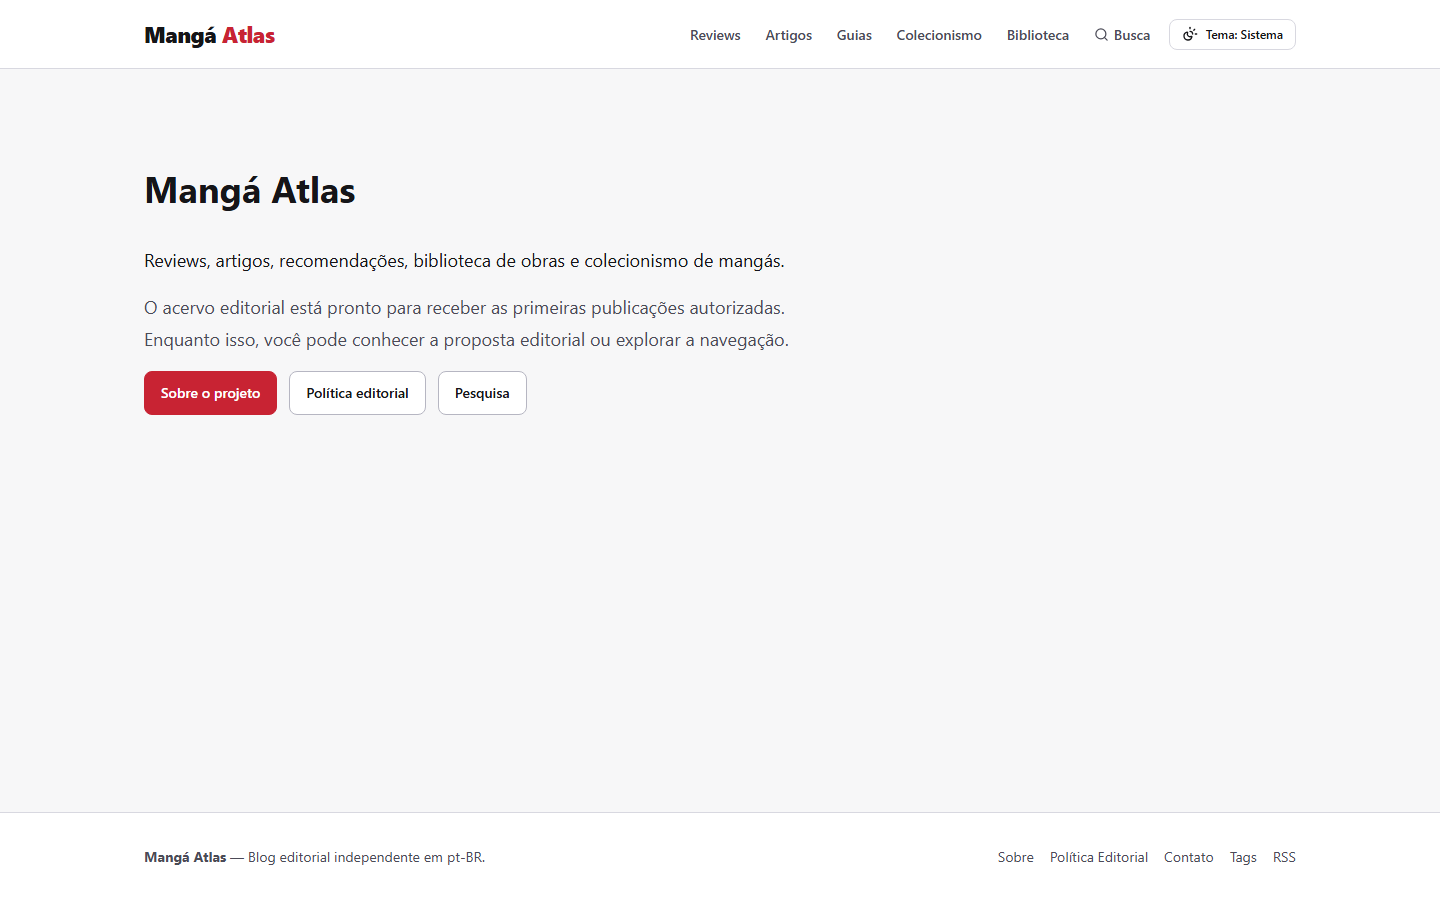 Mangá Atlas
Reviews Artigos Guias Colecionismo Biblioteca Busca Tema: Sistema
Mangá Atlas
Reviews, artigos, recomendações, biblioteca de obras e colecionismo de mangás.
O acervo editorial está pronto para receber as primeiras publicações autorizadas.
Enquanto isso, você pode conhecer a proposta editorial ou explorar a navegação.
Sobre o projeto Política editorial Pesquisa
Mangá Atlas — Blog editorial independente em pt-BR.
Sobre Política Editorial Contato Tags RSS